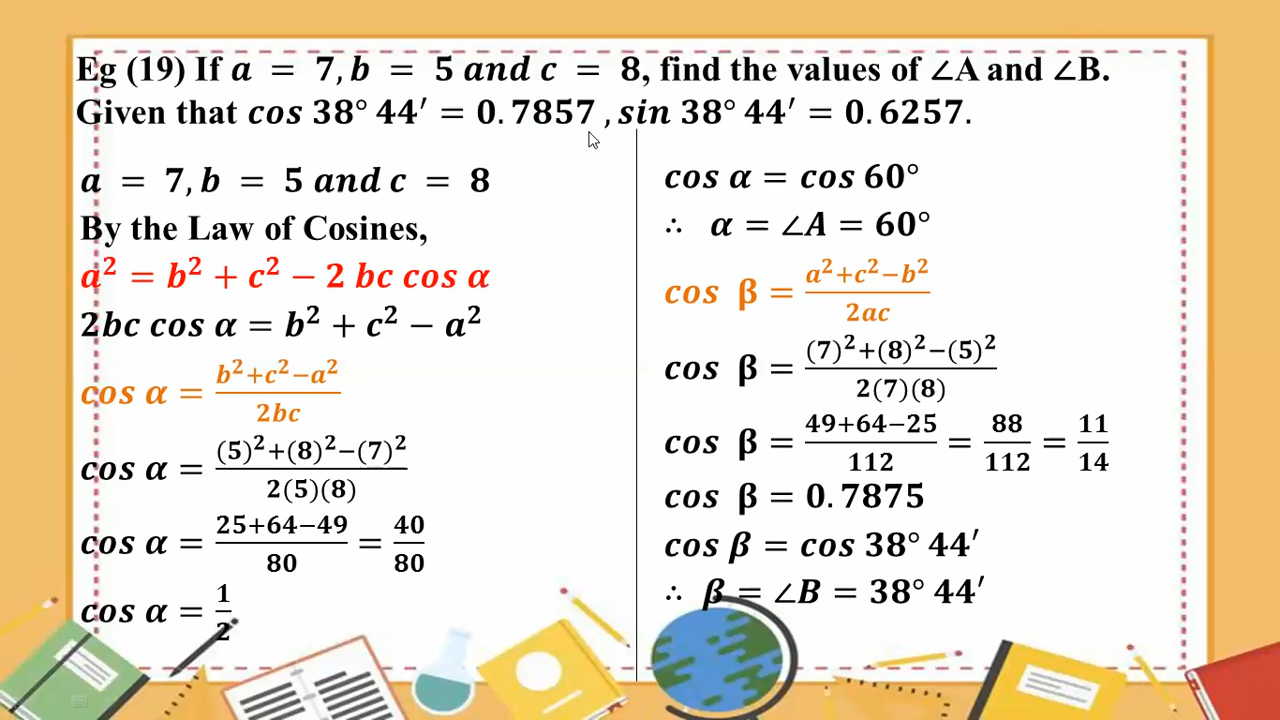 Eg (19) If a = 7, b = 5 and c = 8, find the values of ∠A and ∠B.
Given that cos 38° 44′ = 0.7857 , sin 38° 44′ = 0.6257.
a = 7, b = 5 and c = 8
By the Law of Cosines,
a² = b² + c² − 2 bc cos α
2bc cos α = b² + c² − a²
cos α = (b²+c²−a²)/(2bc)
cos α = ((5)²+(8)²−(7)²)/(2(5)(8))
cos α = (25+64−49)/80 = 40/80
cos α = 1/2
cos α = cos 60°
∴ α = ∠A = 60°
cos β = (a²+c²−b²)/(2ac)
cos β = ((7)²+(8)²−(5)²)/(2(7)(8))
cos β = (49+64−25)/112 = 88/112 = 11/14
cos β = 0.7875
cos β = cos 38° 44′
∴ β = ∠B = 38° 44′